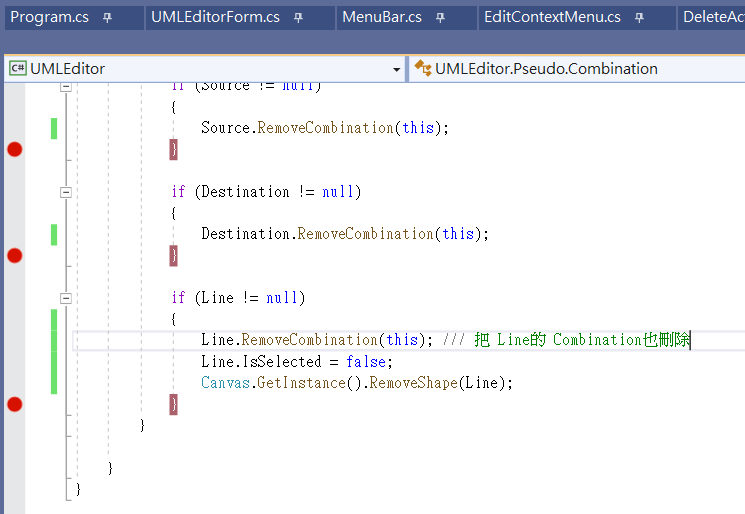 Program.cs
UMLEditorForm.cs
MenuBar.cs
EditContextMenu.cs
DeleteAc
C# UMLEditor
UMLEditor.Pseudo.Combination
if (Source != null)
{
Source.RemoveCombination(this);
}
if (Destination != null)
{
Destination.RemoveCombination(this);
}
if (Line != null)
{
Line.RemoveCombination(this); /// 把 Line的 Combination也刪除
Line.IsSelected = false;
Canvas.GetInstance().RemoveShape(Line);
}
}
}
}